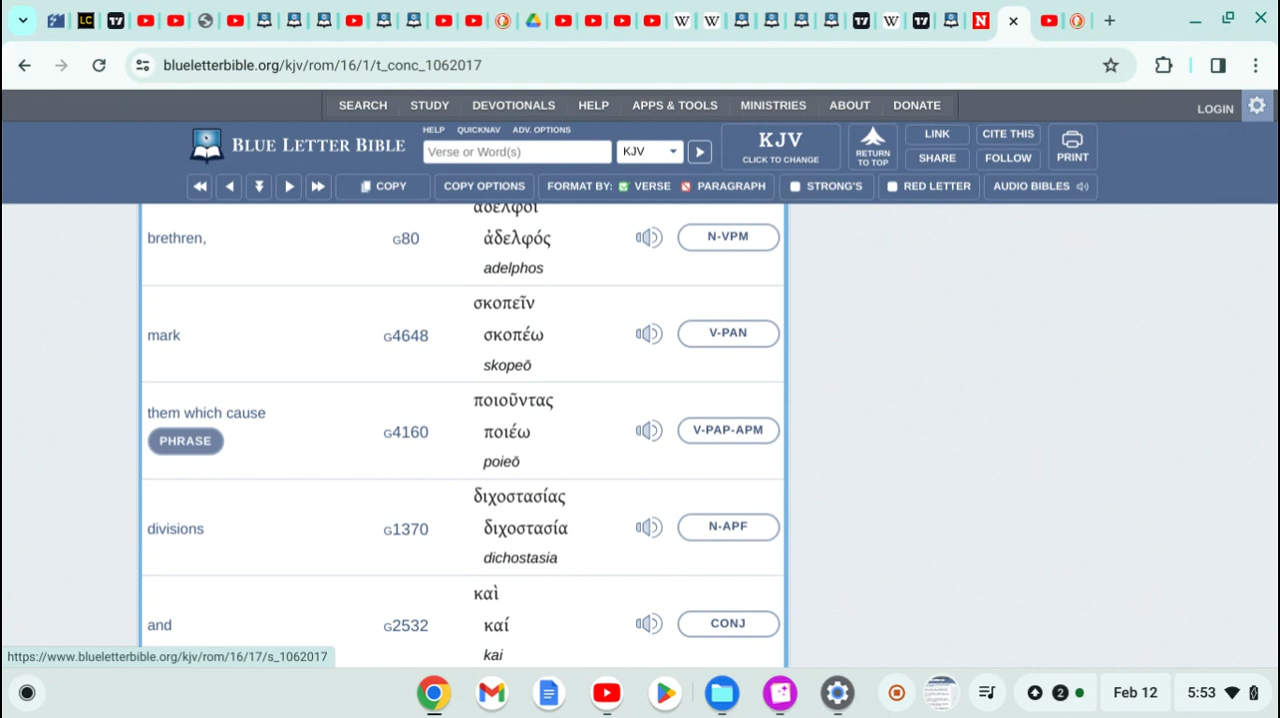 LC
W
W
W
N
blueletterbible.org/kjv/rom/16/1/t_conc_1062017
SEARCH STUDY DEVOTIONALS HELP APPS & TOOLS MINISTRIES ABOUT DONATE
LOGIN
BLUE LETTER BIBLE
HELP QUICKNAV ADV. OPTIONS
Verse or Word(s)
KJV
KJV
CLICK TO CHANGE
RETURN
TO TOP
LINK
CITE THIS
SHARE
FOLLOW
PRINT
COPY
COPY OPTIONS
FORMAT BY: VERSE PARAGRAPH
STRONG'S
RED LETTER
AUDIO BIBLES
ἀδελφοί
brethren,
G80
ἀδελφός
N-VPM
adelphos
σκοπεῖν
mark
G4648
σκοπέω
V-PAN
skopeō
them which cause
PHRASE
G4160
ποιοῦντας
ποιέω
V-PAP-APM
poieō
διχοστασίας
divisions
G1370
διχοστασία
N-APF
dichostasia
καὶ
and
G2532
καί
CONJ
kai
https://www.blueletterbible.org/kjv/rom/16/17/s_1062017
2
Feb 12
5:53